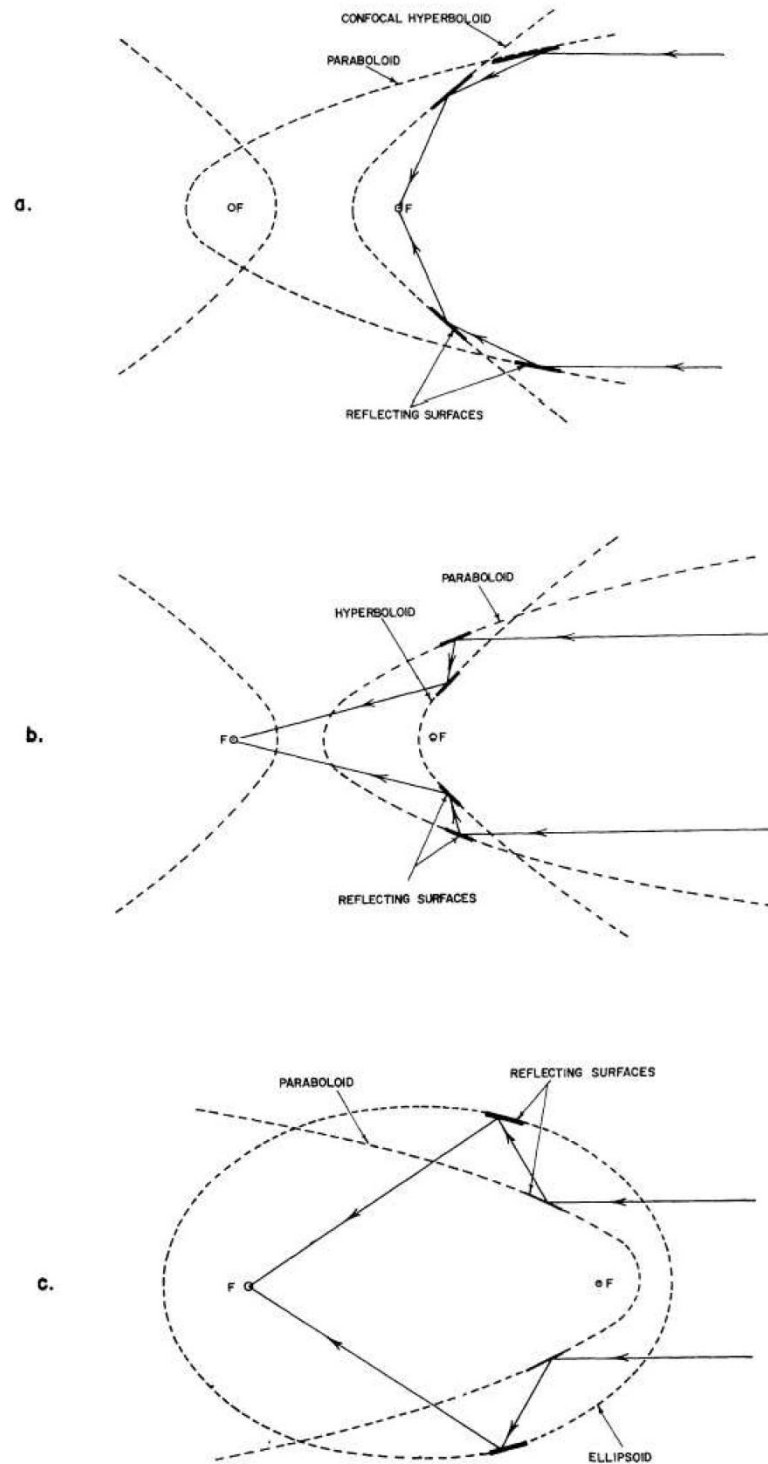 CONFOCAL HYPERBOLOID
PARABOLOID
a.
F
F
REFLECTING SURFACES
PARABOLOID
HYPERBOLOID
b.
F
F
REFLECTING SURFACES
REFLECTING SURFACES
PARABOLOID
c.
F
F
ELLIPSOID